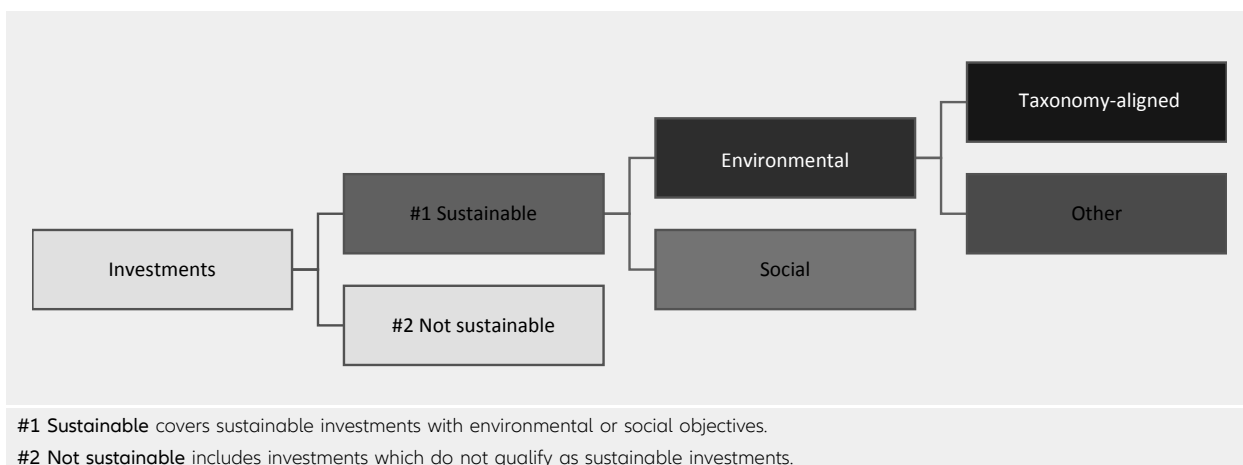 Taxonomy-aligned
Environmental
#1 Sustainable
Other
Investments
Social
#2 Not sustainable
#1 Sustainable covers sustainable investments with environmental or social objectives.
#2 Not sustainable includes investments which do not qualify as sustainable investments.